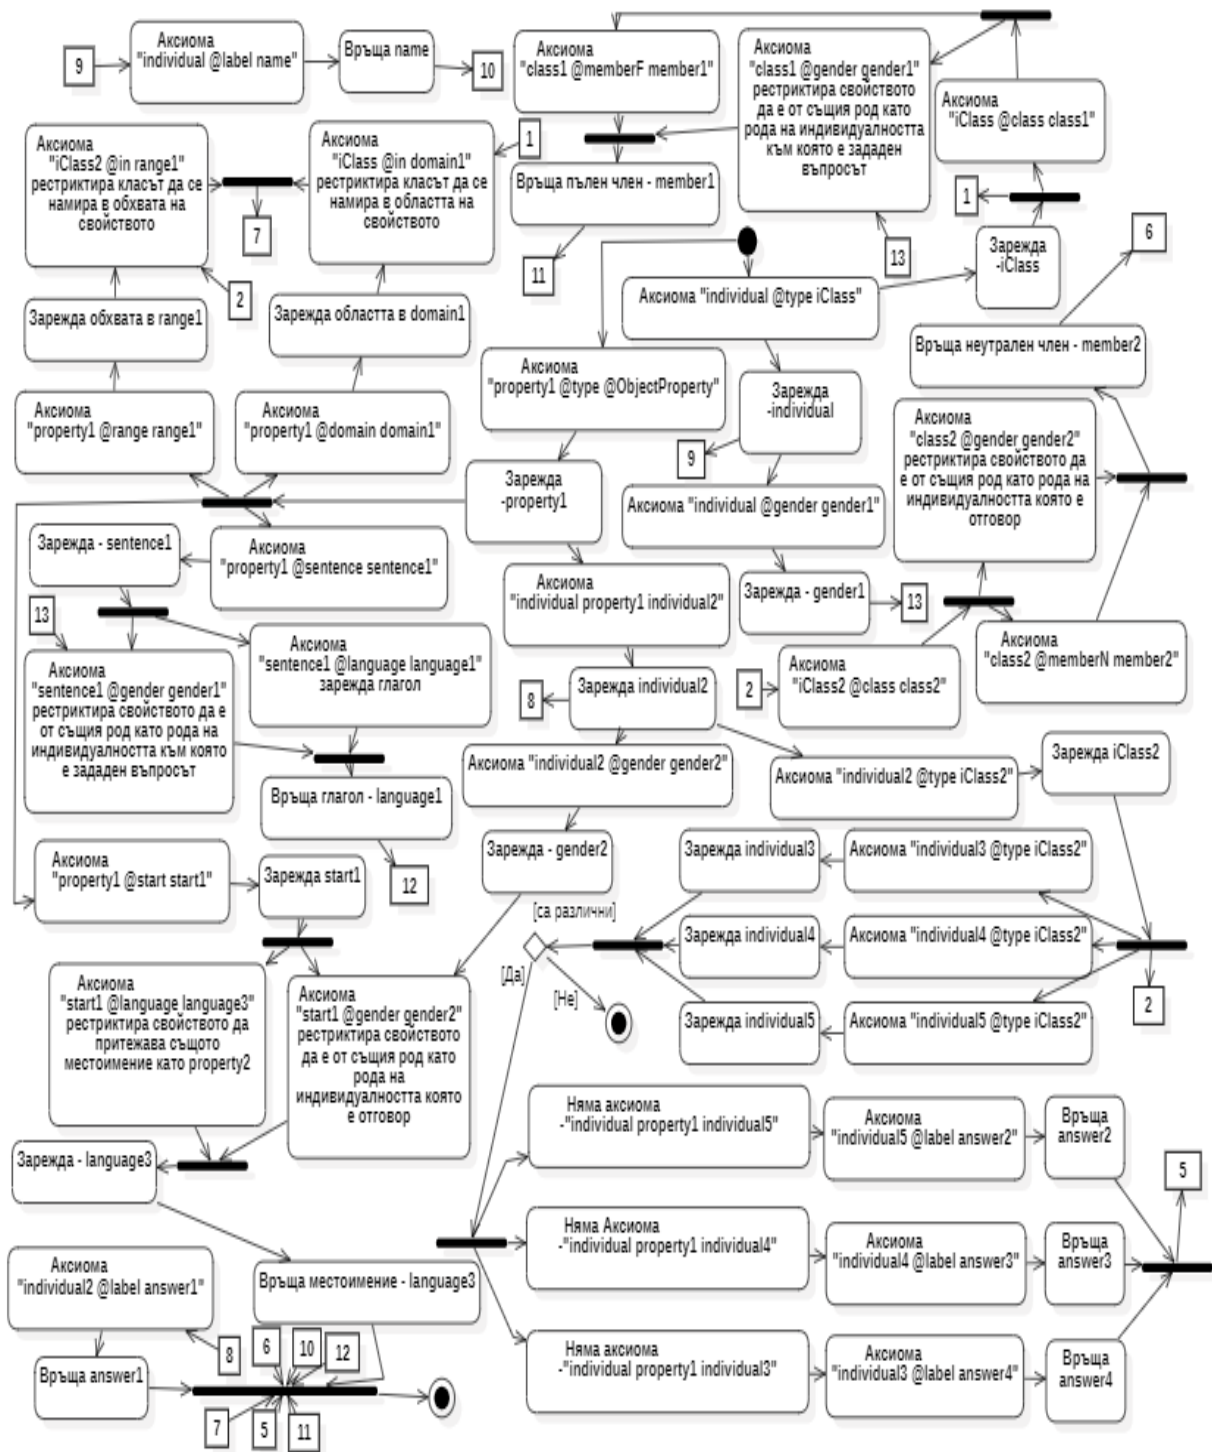 9
Аксиома
"individual @label name"
Връща name
10
Аксиома
"class1 @memberF member1"
Аксиома
"class1 @gender gender1"
рестриктира свойството
да е от същия род като
рода на индивидуалността
към която е зададен
въпросът
Аксиома
"iClass @class class1"
Аксиома
"iClass2 @in range1"
рестриктира класът да се
намира в обхвата на
свойството
7
Аксиома
"iClass @in domain1"
рестриктира класът да се
намира в областта на
свойството
1
Връща пълен член - member1
11
13
1
Зарежда
-iClass
6
2
Зарежда обхвата в range1
Зарежда областта в domain1
Аксиома "individual @type iClass"
Връща неутрален член - member2
Аксиома
"property1 @type @ObjectProperty"
Зарежда
-individual
9
Аксиома
"property1 @range range1"
Аксиома
"property1 @domain domain1"
Аксиома
"class2 @gender gender2"
рестриктира свойството да
е от същия род като рода на
индивидуалността която е
отговор
Зарежда
-property1
Аксиома "individual @gender gender1"
Зарежда - sentence1
Аксиома
"property1 @sentence sentence1"
Аксиома
"individual property1 individual2"
Зарежда - gender1
13
13
Аксиома
"sentence1 @gender gender1"
рестриктира свойството да е
от същия род като рода на
индивидуалността към която
е зададен въпросът
Аксиома
"sentence1 @language language1"
зарежда глагол
8
Зарежда individual2
2
Аксиома
"iClass2 @class class2"
Аксиома
"class2 @memberN member2"
Аксиома "individual2 @gender gender2"
Аксиома "individual2 @type iClass2"
Зарежда iClass2
Връща глагол - language1
12
Аксиома
"property1 @start start1"
Зарежда start1
Зарежда - gender2
Зарежда individual3
Аксиома "individual3 @type iClass2"
[са различни]
Зарежда individual4
Аксиома "individual4 @type iClass2"
[Да]
[Не]
Зарежда individual5
Аксиома "individual5 @type iClass2"
2
Аксиома
"start1 @language language3"
рестриктира свойството да
притежава същото
местоимение като property2
Аксиома
"start1 @gender gender2"
рестриктира свойството
да е от същия род като
рода на
индивидуалността която
е отговор
Зарежда - language3
Няма аксиома
-"individual property1 individual5"
Аксиома
"individual5 @label answer2"
Връща
answer2
5
Няма Аксиома
-"individual property1 individual4"
Аксиома
"individual4 @label answer3"
Връща
answer3
Аксиома
"individual2 @label answer1"
Връща местоимение - language3
Няма аксиома
-"individual property1 individual3"
Аксиома
"individual3 @label answer4"
Връща
answer4
8
6
10
12
Връща answer1
7
5
11